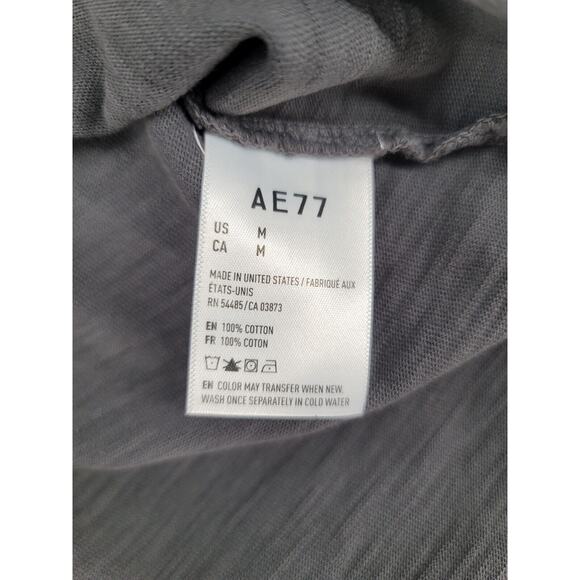 AE77
US M
CA M
MADE IN UNITED STATES / FABRIQUÉ AUX
ÉTATS-UNIS
RN 54485 / CA 03873
EN 100% COTTON
FR 100% COTON
EN COLOR MAY TRANSFER WHEN NEW.
WASH ONCE SEPARATELY IN COLD WATER